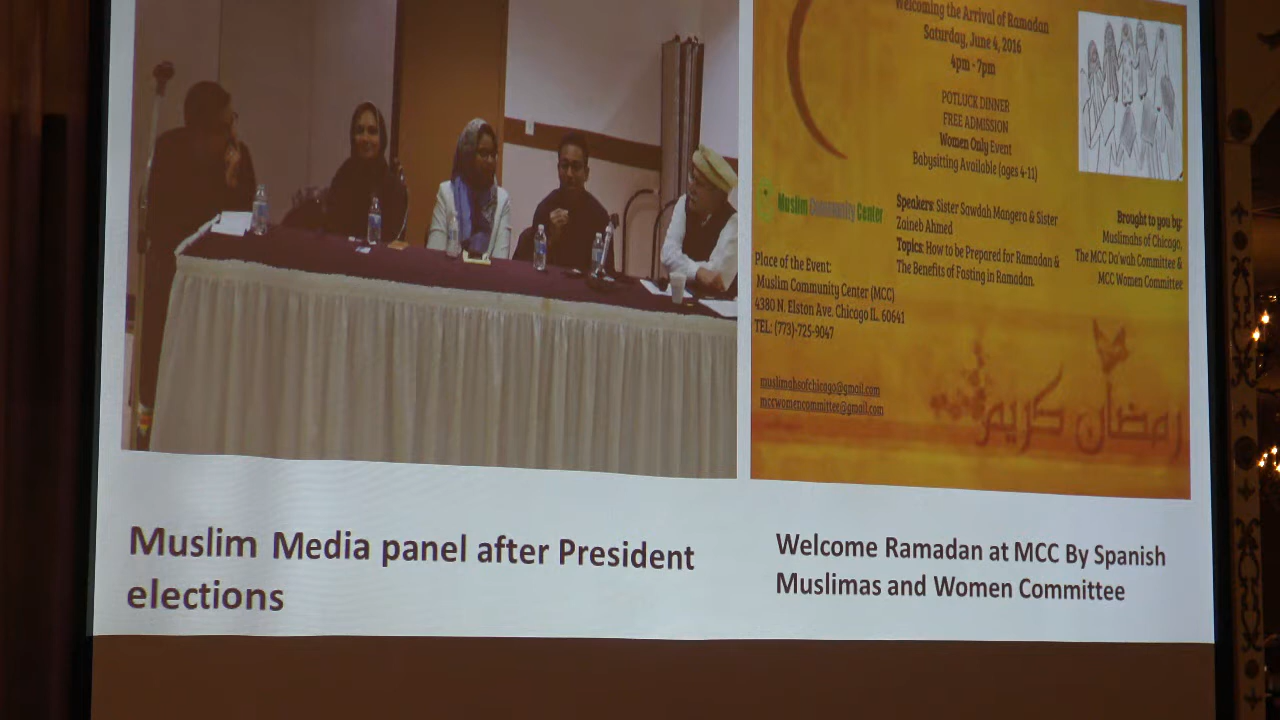 Welcoming the Arrival of Ramadan
Saturday, June 4, 2016
4pm - 7pm
POTLUCK DINNER
FREE ADMISSION
Women Only Event
Babysitting Available (ages 4-11)
Muslim Community Center
Speakers: Sister Sawdah Mangera & Sister
Zaineb Ahmed
Topics: How to be Prepared for Ramadan &
The Benefits of Fasting in Ramadan.
Brought to you by:
Muslimahs of Chicago,
The MCC Da'wah Committee &
MCC Women Committee
Place of the Event:
Muslim Community Center (MCC)
4380 N. Elston Ave. Chicago IL. 60641
TEL: (773)-725-9047
muslimahsofchicago@gmail.com
mccwomencommittee@gmail.com
رمضان كريم
Muslim Media panel after President
elections
Welcome Ramadan at MCC By Spanish
Muslimas and Women Committee